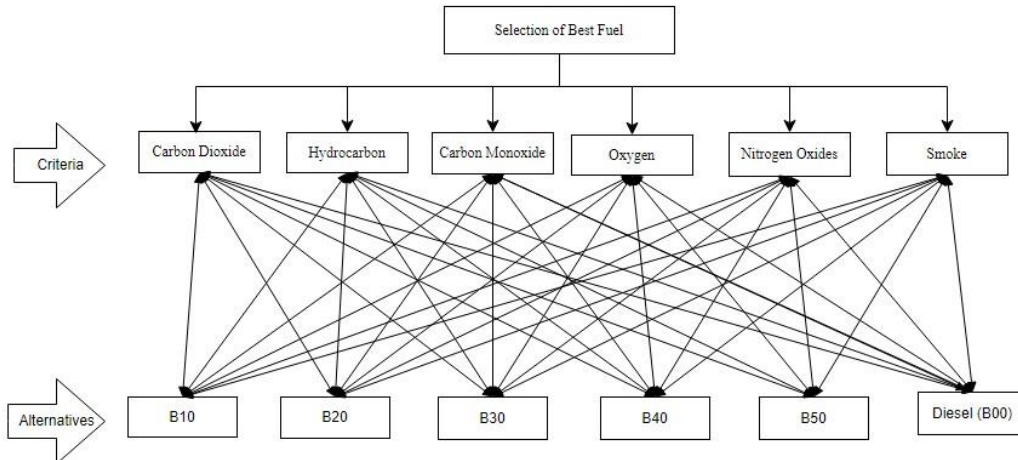 Selection of Best Fuel
Criteria
Carbon Dioxide
Hydrocarbon
Carbon Monoxide
Oxygen
Nitrogen Oxides
Smoke
Alternatives
B10
B20
B30
B40
B50
Diesel (B00)